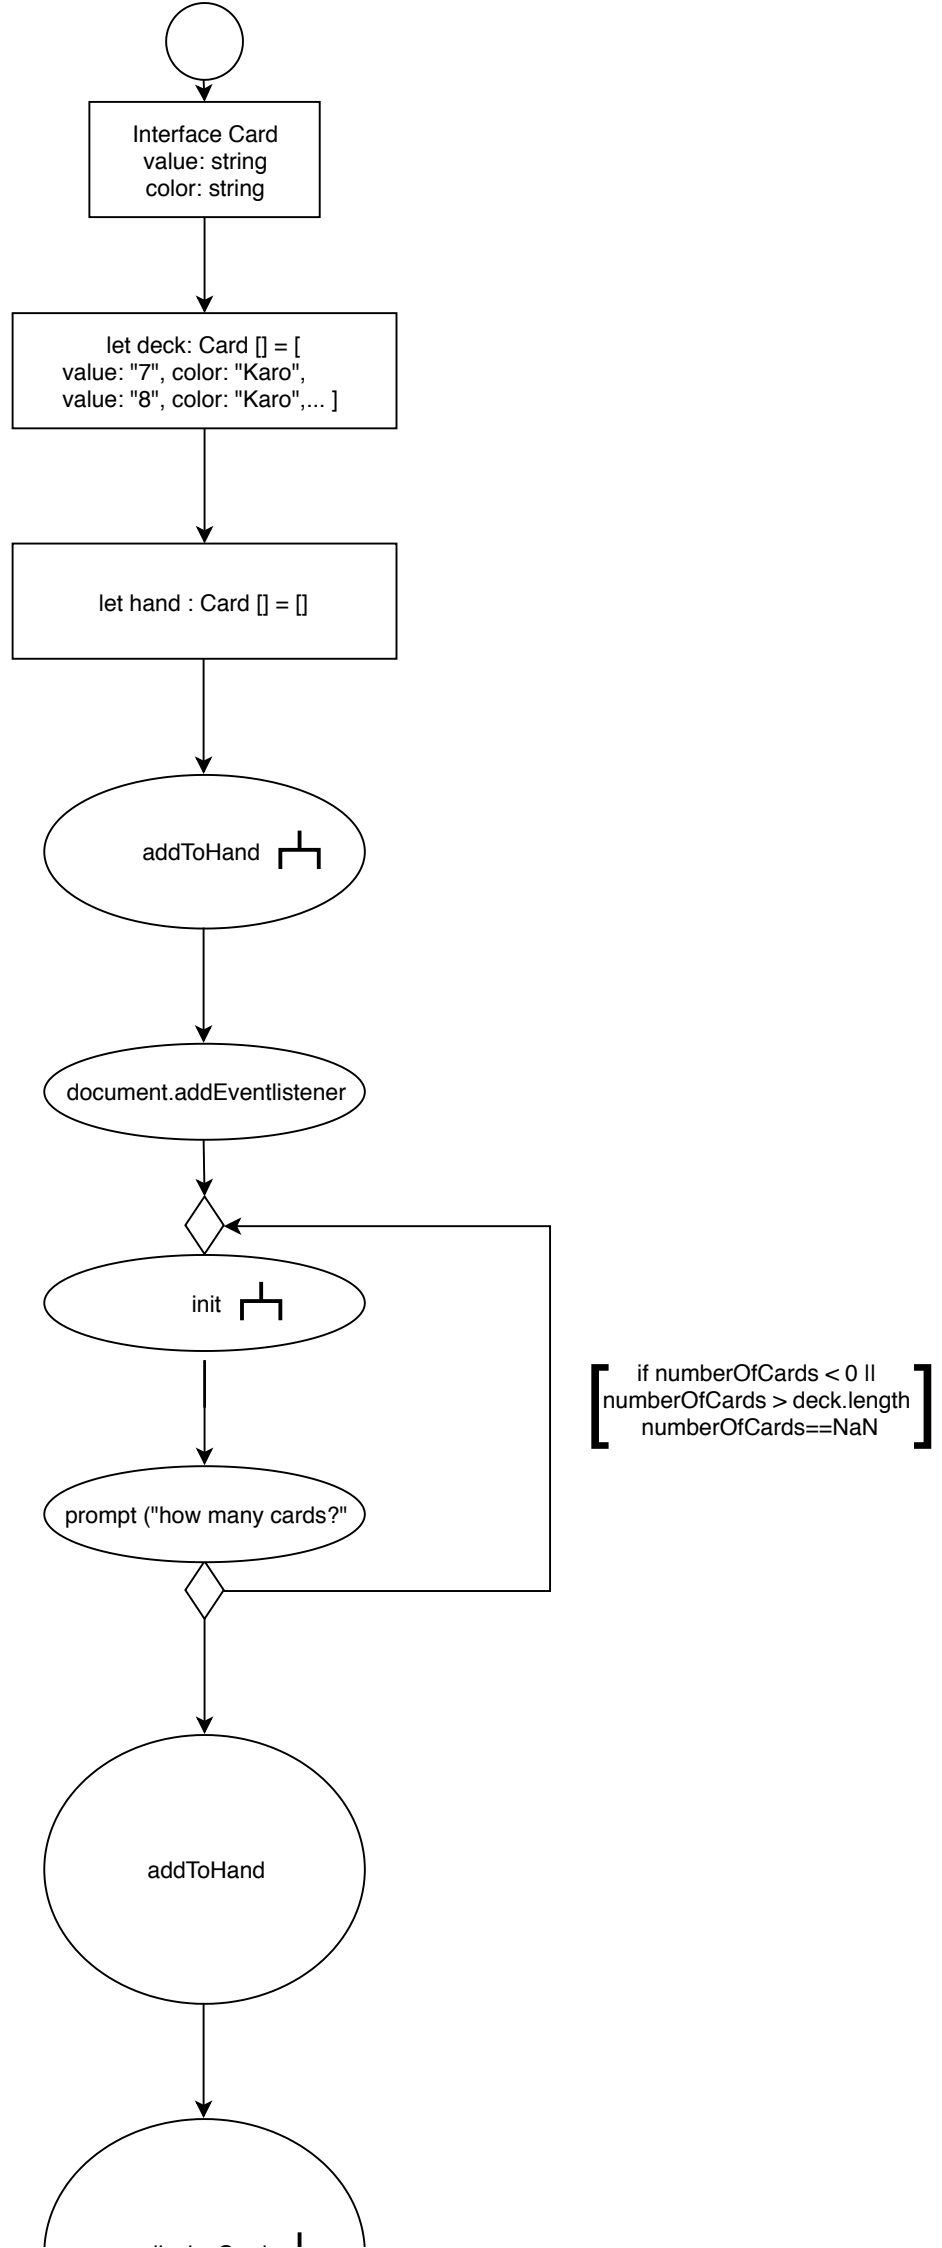 Interface Card
value: string
color: string
let deck: Card [] = [
value: "7", color: "Karo",
value: "8", color: "Karo",... ]
let hand : Card [] = []
addToHand
document.addEventlistener
init
if numberOfCards < 0 ||
numberOfCards > deck.length
numberOfCards==NaN
prompt ("how many cards?"
addToHand